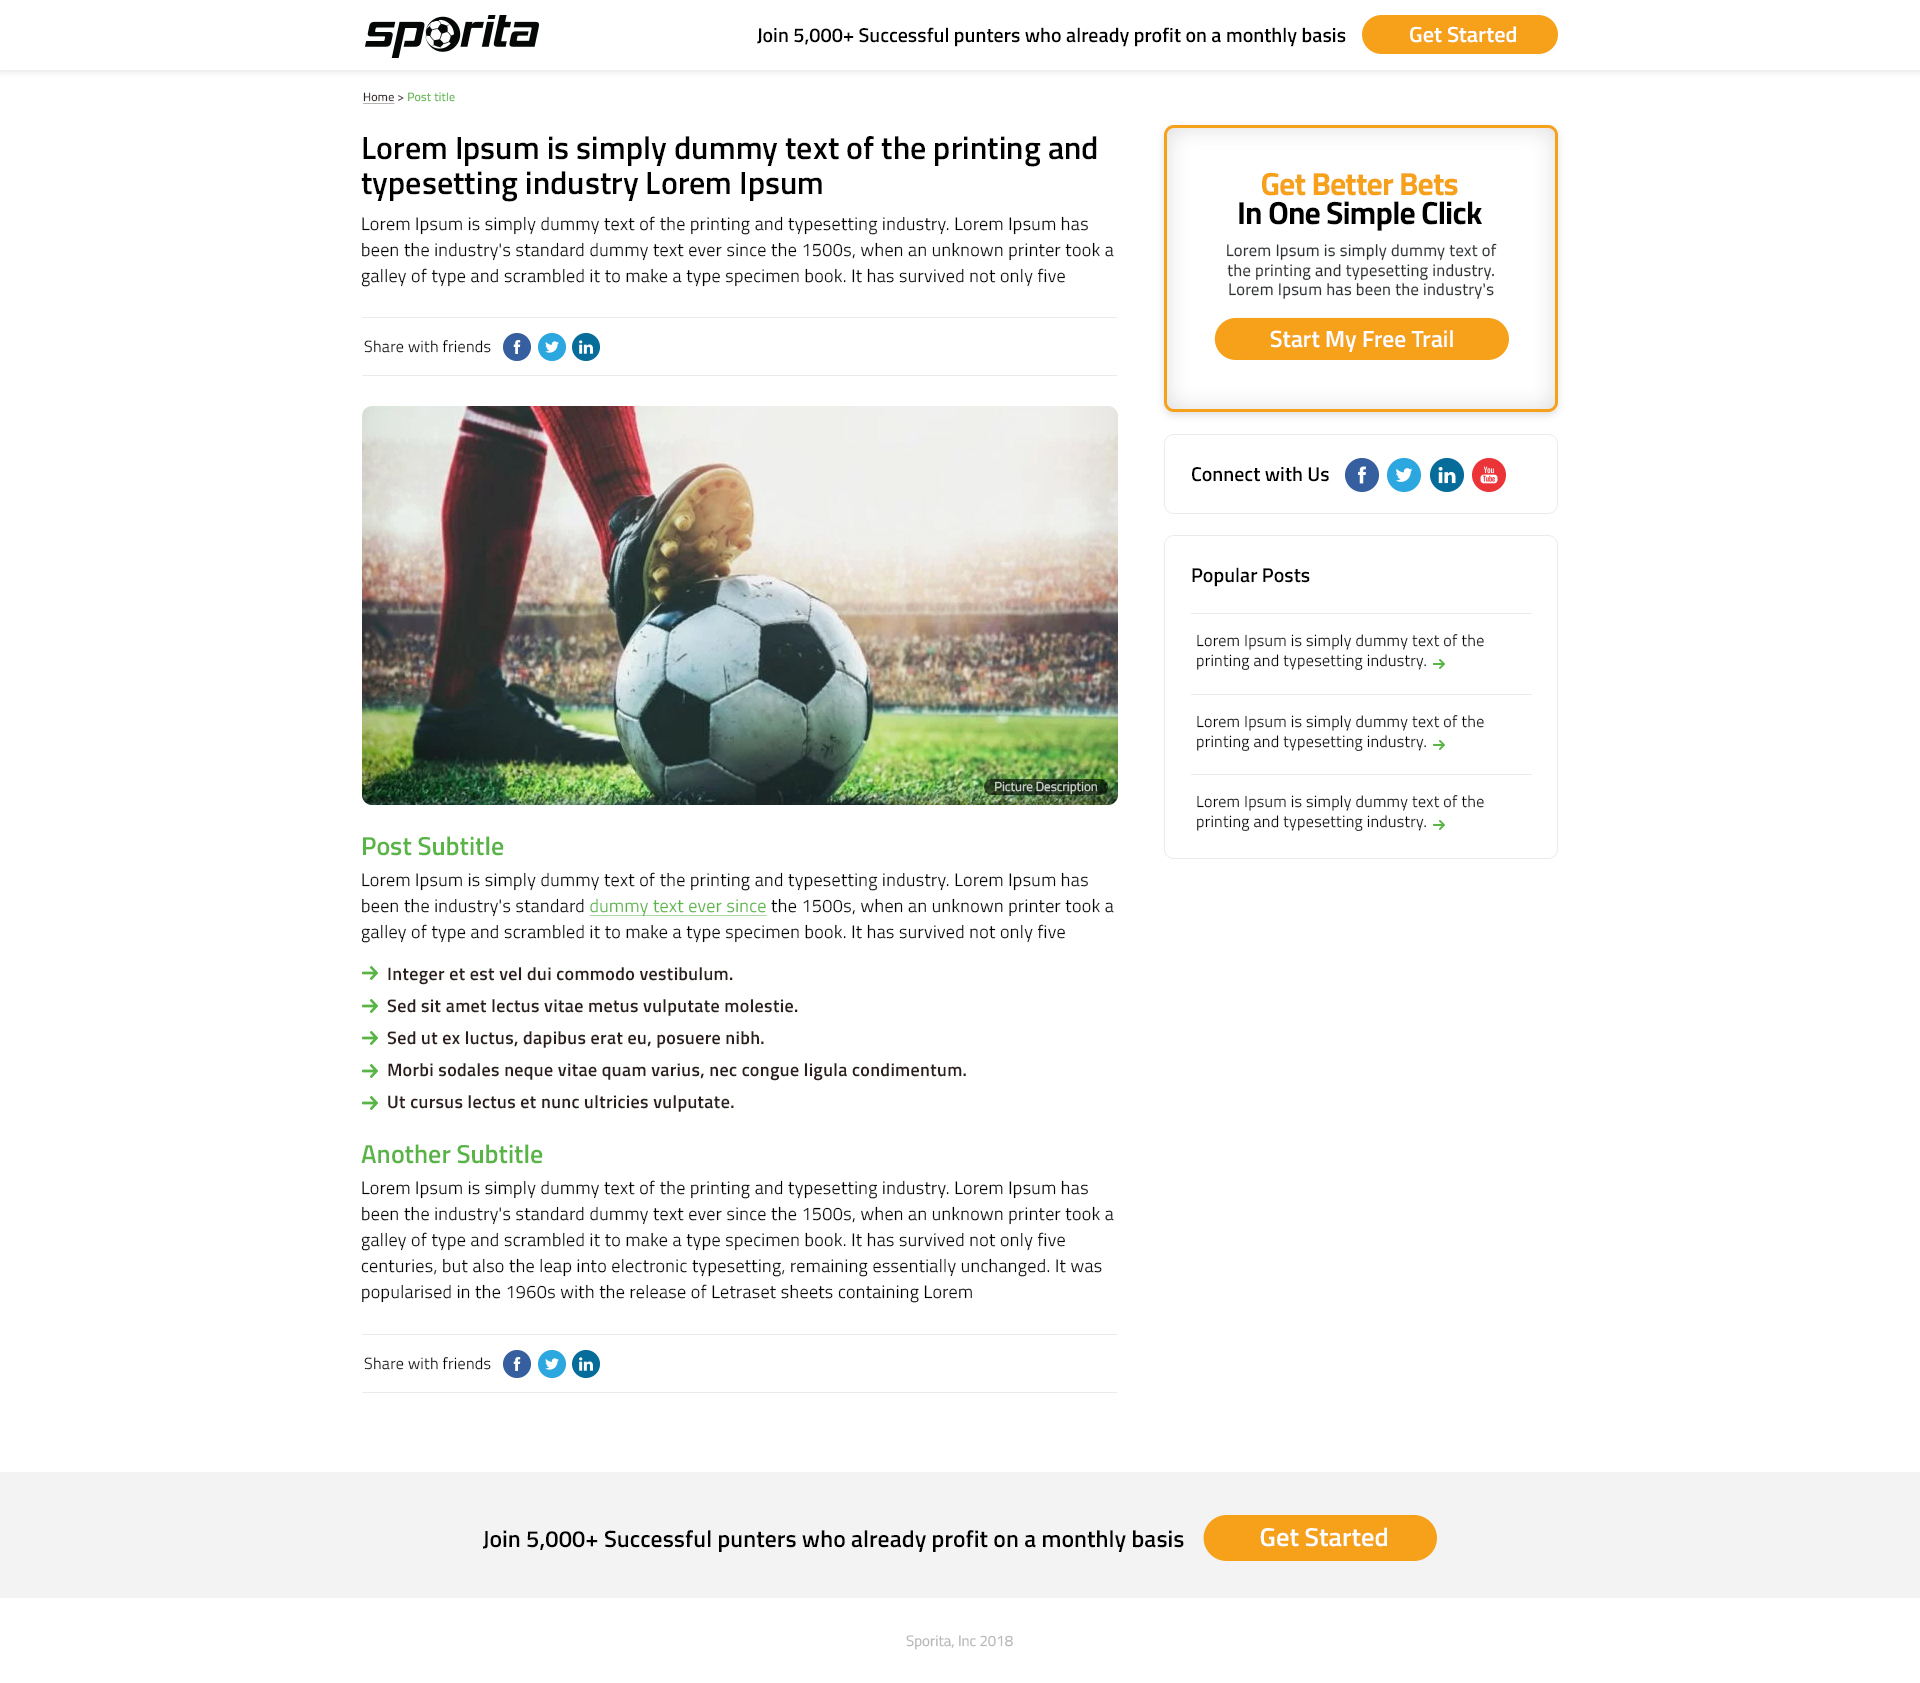 sporita
Join 5,000+ Successful punters who already profit on a monthly basis
Get Started
Home > Post title
Lorem Ipsum is simply dummy text of the printing and
typesetting industry Lorem Ipsum
Lorem Ipsum is simply dummy text of the printing and typesetting industry. Lorem Ipsum has
been the industry's standard dummy text ever since the 1500s, when an unknown printer took a
galley of type and scrambled it to make a type specimen book. It has survived not only five
Share with friends
f
in
Picture Description
Post Subtitle
Lorem Ipsum is simply dummy text of the printing and typesetting industry. Lorem Ipsum has
been the industry's standard dummy text ever since the 1500s, when an unknown printer took a
galley of type and scrambled it to make a type specimen book. It has survived not only five
Integer et est vel dui commodo vestibulum.
Sed sit amet lectus vitae metus vulputate molestie.
Sed ut ex luctus, dapibus erat eu, posuere nibh.
Morbi sodales neque vitae quam varius, nec congue ligula condimentum.
Ut cursus lectus et nunc ultricies vulputate.
Another Subtitle
Lorem Ipsum is simply dummy text of the printing and typesetting industry. Lorem Ipsum has
been the industry's standard dummy text ever since the 1500s, when an unknown printer took a
galley of type and scrambled it to make a type specimen book. It has survived not only five
centuries, but also the leap into electronic typesetting, remaining essentially unchanged. It was
popularised in the 1960s with the release of Letraset sheets containing Lorem
Share with friends
f
in
Get Better Bets
In One Simple Click
Lorem Ipsum is simply dummy text of
the printing and typesetting industry.
Lorem Ipsum has been the industry's
Start My Free Trail
Connect with Us
f
in
You
Tube
Popular Posts
Lorem Ipsum is simply dummy text of the
printing and typesetting industry.
Lorem Ipsum is simply dummy text of the
printing and typesetting industry.
Lorem Ipsum is simply dummy text of the
printing and typesetting industry.
Join 5,000+ Successful punters who already profit on a monthly basis
Get Started
Sporita, Inc 2018